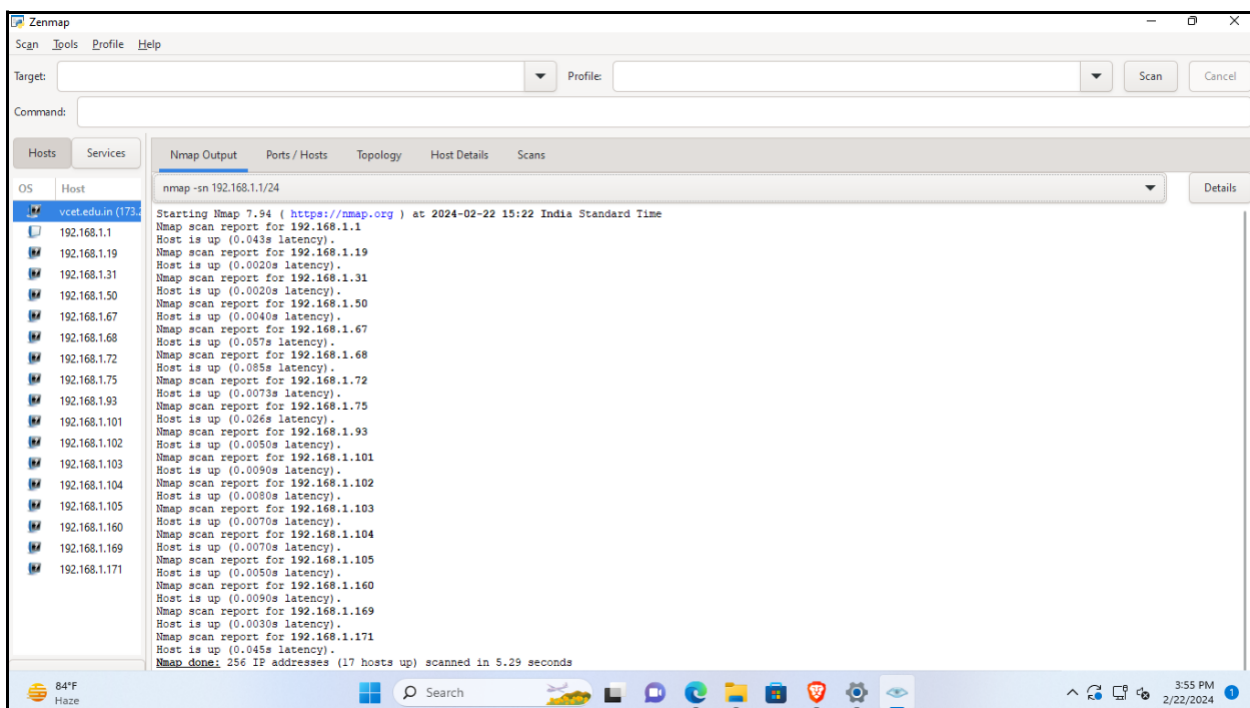 Zenmap
Scan Tools Profile Help
Target: Profile: Scan Cancel
Command:
Hosts Services
Nmap Output Ports / Hosts Topology Host Details Scans
OS Host
nmap -sn 192.168.1.1/24 Details
vcet.edu.in (173.2
192.168.1.1
192.168.1.19
192.168.1.31
192.168.1.50
192.168.1.67
192.168.1.68
192.168.1.72
192.168.1.75
192.168.1.93
192.168.1.101
192.168.1.102
192.168.1.103
192.168.1.104
192.168.1.105
192.168.1.160
192.168.1.169
192.168.1.171
Starting Nmap 7.94 ( https://nmap.org ) at 2024-02-22 15:22 India Standard Time
Nmap scan report for 192.168.1.1
Host is up (0.043s latency).
Nmap scan report for 192.168.1.19
Host is up (0.0020s latency).
Nmap scan report for 192.168.1.31
Host is up (0.0020s latency).
Nmap scan report for 192.168.1.50
Host is up (0.0040s latency).
Nmap scan report for 192.168.1.67
Host is up (0.057s latency).
Nmap scan report for 192.168.1.68
Host is up (0.085s latency).
Nmap scan report for 192.168.1.72
Host is up (0.0073s latency).
Nmap scan report for 192.168.1.75
Host is up (0.026s latency).
Nmap scan report for 192.168.1.93
Host is up (0.0050s latency).
Nmap scan report for 192.168.1.101
Host is up (0.0090s latency).
Nmap scan report for 192.168.1.102
Host is up (0.0080s latency).
Nmap scan report for 192.168.1.103
Host is up (0.0070s latency).
Nmap scan report for 192.168.1.104
Host is up (0.0070s latency).
Nmap scan report for 192.168.1.105
Host is up (0.0050s latency).
Nmap scan report for 192.168.1.160
Host is up (0.0090s latency).
Nmap scan report for 192.168.1.169
Host is up (0.0030s latency).
Nmap scan report for 192.168.1.171
Host is up (0.045s latency).
Nmap done: 256 IP addresses (17 hosts up) scanned in 5.29 seconds
84°F
Haze
Search
3:55 PM
2/22/2024
1